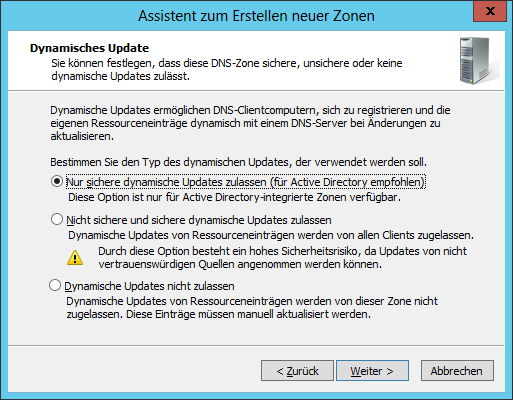 Assistent zum Erstellen neuer Zonen
x
Dynamisches Update
Sie können festlegen, dass diese DNS-Zone sichere, unsichere oder keine
dynamische Updates zulässt.
Dynamische Updates ermöglichen DNS-Clientcomputern, sich zu registrieren und die
eigenen Ressourceneinträge dynamisch mit einem DNS-Server bei Änderungen zu
aktualisieren.
Bestimmen Sie den Typ des dynamischen Updates, der verwendet werden soll.
Nur sichere dynamische Updates zulassen (für Active Directory empfohlen)
Diese Option ist nur für Active Directory-integrierte Zonen verfügbar.
Nicht sichere und sichere dynamische Updates zulassen
Dynamische Updates von Ressourceneinträgen werden von allen Clients zugelassen.
Durch diese Option besteht ein hohes Sicherheitsrisiko, da Updates von nicht
vertrauenswürdigen Quellen angenommen werden können.
Dynamische Updates nicht zulassen
Dynamische Updates von Ressourceneinträgen werden von dieser Zone nicht
zugelassen. Diese Einträge müssen manuell aktualisiert werden.
< Zurück Weiter > Abbrechen